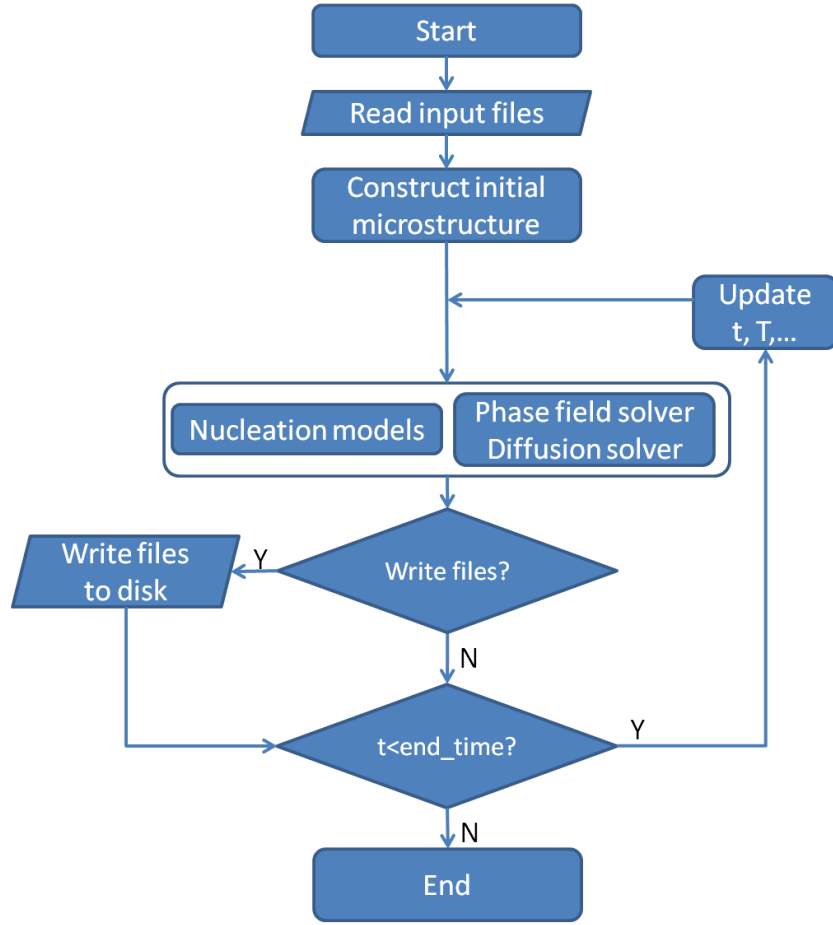 Start
Read input files
Construct initial
microstructure
Update
t, T,...
Nucleation models
Phase field solver
Diffusion solver
Write files?
Y
Write files
to disk
N
t<end_time?
Y
N
End